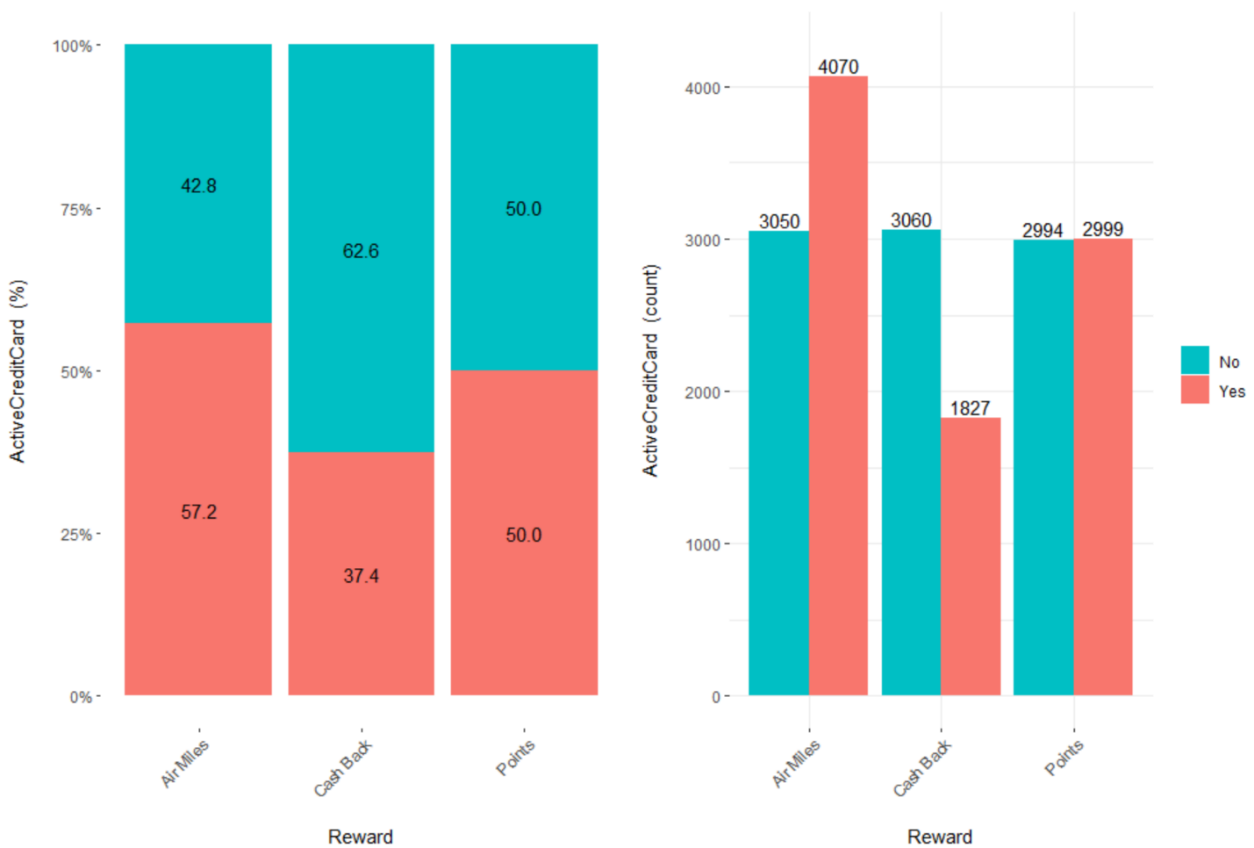 100%
75%
50%
25%
0%
ActiveCreditCard (%)
42.8
62.6
50.0
57.2
37.4
50.0
Air Miles
Cash Back
Points
Reward
4000
3000
2000
1000
0
ActiveCreditCard (count)
3050
4070
3060
1827
2994
2999
Air Miles
Cash Back
Points
Reward
No
Yes